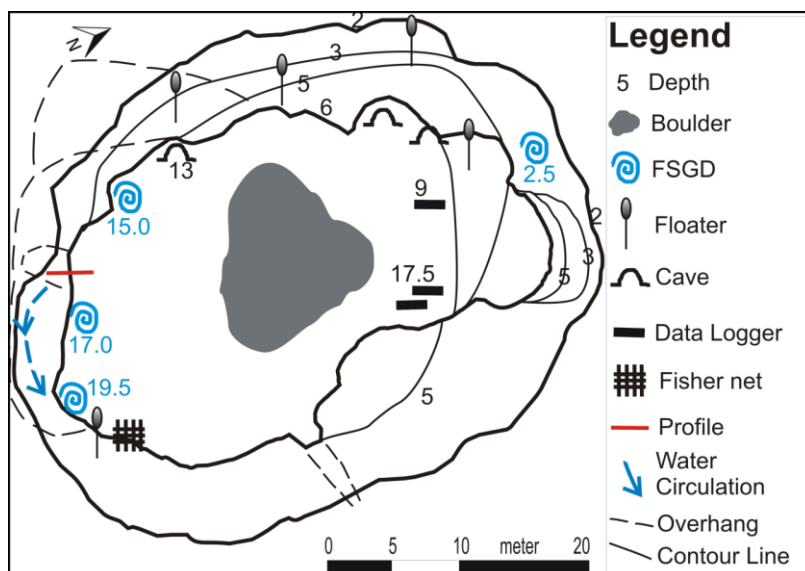 N
2
3
5
6
13
15.0
9
2.5
2
3
5
17.5
17.0
19.5
5
0 5 10 meter 20
Legend
5 Depth
Boulder
FSGD
Floater
Cave
Data Logger
Fisher net
Profile
Water
Circulation
Overhang
Contour Line